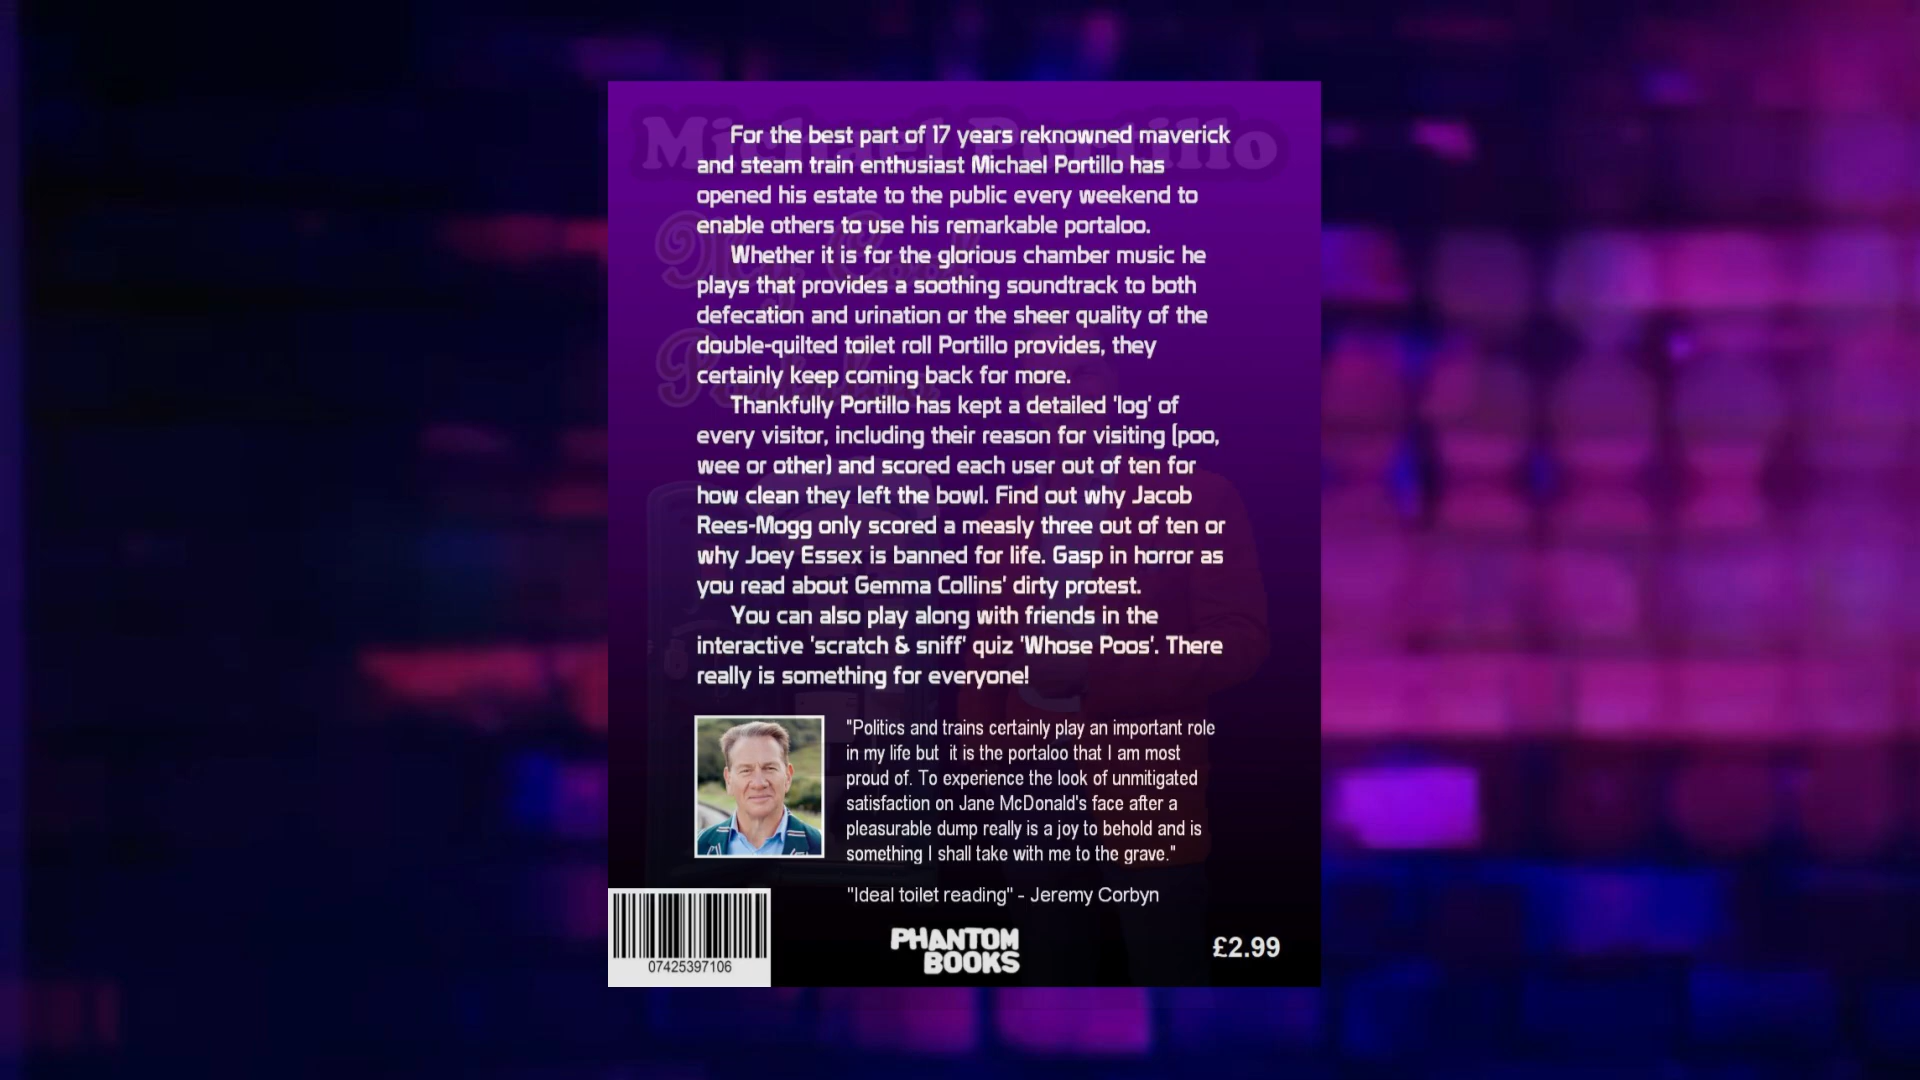 Michael Portillo
For the best part of 17 years reknowned maverick
and steam train enthusiast Michael Portillo has
opened his estate to the public every weekend to
enable others to use his remarkable portaloo.
Whether it is for the glorious chamber music he
plays that provides a soothing soundtrack to both
defecation and urination or the sheer quality of the
double-quilted toilet roll Portillo provides, they
certainly keep coming back for more.
Thankfully Portillo has kept a detailed 'log' of
every visitor, including their reason for visiting (poo,
wee or other) and scored each user out of ten for
how clean they left the bowl. Find out why Jacob
Rees-Mogg only scored a measly three out of ten or
why Joey Essex is banned for life. Gasp in horror as
you read about Gemma Collins' dirty protest.
You can also play along with friends in the
interactive 'scratch & sniff' quiz 'Whose Poos'. There
really is something for everyone!
"Politics and trains certainly play an important role
in my life but it is the portaloo that I am most
proud of. To experience the look of unmitigated
satisfaction on Jane McDonald's face after a
pleasurable dump really is a joy to behold and is
something I shall take with me to the grave."
"Ideal toilet reading" - Jeremy Corbyn
07425397106
PHANTOM
BOOKS
£2.99